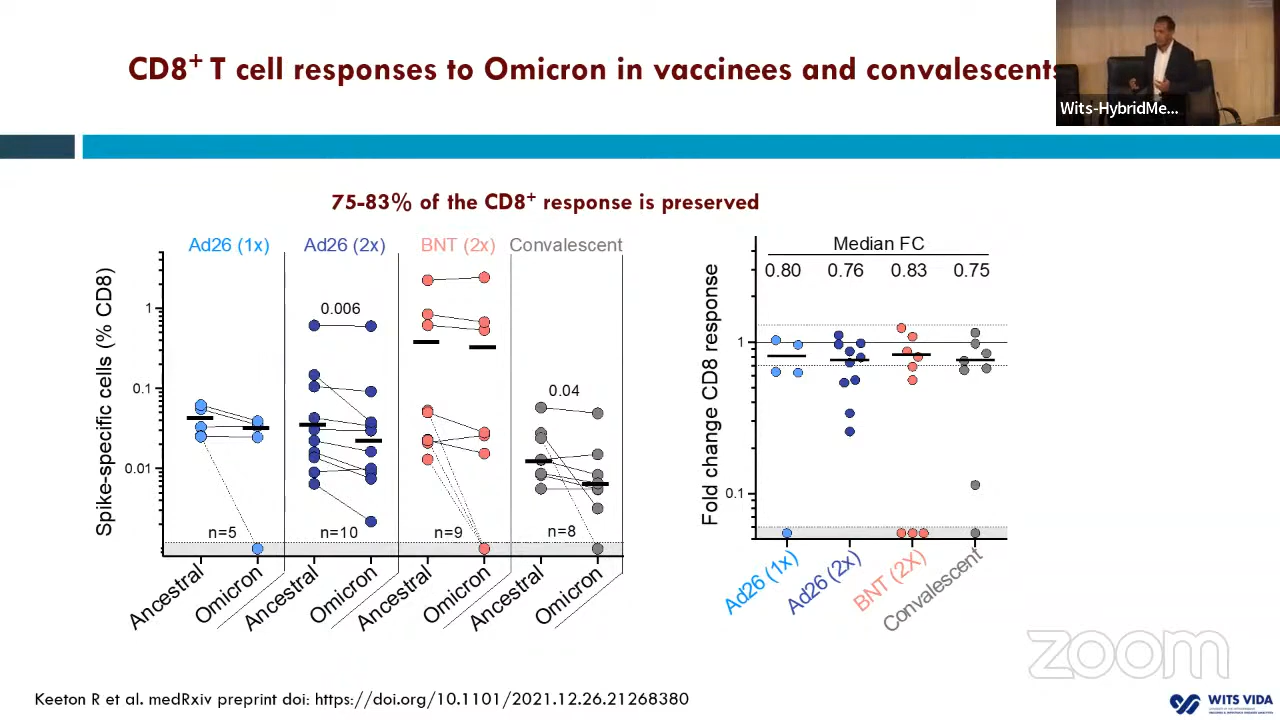 CD8+ T cell responses to Omicron in vaccinees and convalescents
Wits-HybridMe...
75-83% of the CD8+ response is preserved
Ad26 (1x) Ad26 (2x) BNT (2x) Convalescent
Spike-specific cells (% CD8)
1
0.1
0.01
0.006
0.04
n=5 n=10 n=9 n=8
Ancestral Omicron Ancestral Omicron Ancestral Omicron Ancestral Omicron
Median FC
0.80 0.76 0.83 0.75
Fold change CD8 response
1
0.1
Ad26 (1x) Ad26 (2x) BNT (2X) Convalescent
zoom
Keeton R et al. medRxiv preprint doi: https://doi.org/10.1101/2021.12.26.21268380
WITS VIDA